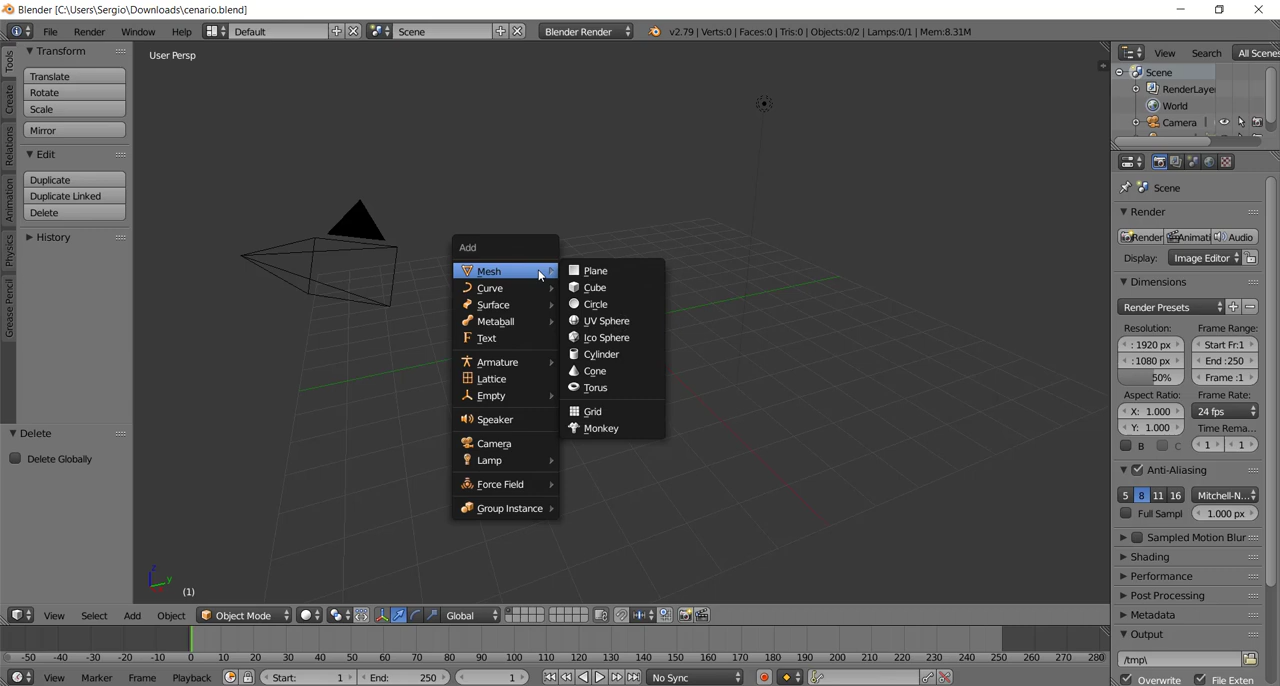 Blender [C:\Users\Sergio\Downloads\cenario.blend]
File Render Window Help Default Scene Blender Render v2.79 | Verts:0 | Faces:0 | Tris:0 | Objects:0/2 | Lamps:0/1 | Mem:8.31M
Tools
Create
Relations
Animation
Physics
Grease Pencil
Transform
Translate
Rotate
Scale
Mirror
Edit
Duplicate
Duplicate Linked
Delete
History
Delete
Delete Globally
User Persp
Add
Mesh
Curve
Surface
Metaball
Text
Armature
Lattice
Empty
Speaker
Camera
Lamp
Force Field
Group Instance
Plane
Cube
Circle
UV Sphere
Ico Sphere
Cylinder
Cone
Torus
Grid
Monkey
z
y
(1)
View Search All Scenes
Scene
RenderLaye
World
Camera
Scene
Render
Render Animati Audio
Display: Image Editor
Dimensions
Render Presets
Resolution: Frame Range:
: 1920 px Start Fr:1
: 1080 px End :250
50% Frame :1
Aspect Ratio: Frame Rate:
X: 1.000 24 fps
Y: 1.000 Time Rema...
B C 1 1
Anti-Aliasing
5 8 11 16 Mitchell-N...
Full Sampl 1.000 px
Sampled Motion Blur
Shading
Performance
Post Processing
Metadata
Output
/tmp\
Overwrite File Exten
View Select Add Object Object Mode Global
-50 -40 -30 -20 -10 0 10 20 30 40 50 60 70 80 90 100 110 120 130 140 150 160 170 180 190 200 210 220 230 240 250 260 270 280
View Marker Frame Playback Start: 1 End: 250 1 No Sync